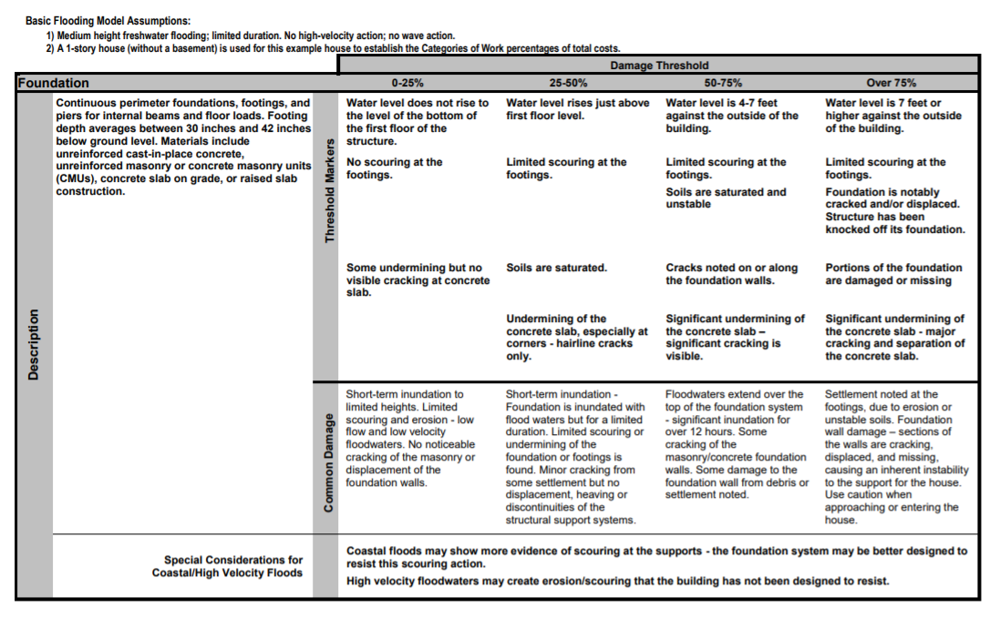 Basic Flooding Model Assumptions:
1) Medium height freshwater flooding; limited duration. No high-velocity action; no wave action.
2) A 1-story house (without a basement) is used for this example house to establish the Categories of Work percentages of total costs.
Damage Threshold
Foundation
0-25%
25-50%
50-75%
Over 75%
Description
Continuous perimeter foundations, footings, and
piers for internal beams and floor loads. Footing
depth averages between 30 inches and 42 inches
below ground level. Materials include
unreinforced cast-in-place concrete,
unreinforced masonry or concrete masonry units
(CMUs), concrete slab on grade, or raised slab
construction.
Threshold Markers
Water level does not rise to
the level of the bottom of
the first floor of the
structure.
Water level rises just above
first floor level.
Water level is 4-7 feet
against the outside of the
building.
Water level is 7 feet or
higher against the outside
of the building.
No scouring at the
footings.
Limited scouring at the
footings.
Limited scouring at the
footings.
Limited scouring at the
footings.
Soils are saturated and
unstable
Foundation is notably
cracked and/or displaced.
Structure has been
knocked off its foundation.
Some undermining but no
visible cracking at concrete
slab.
Soils are saturated.
Cracks noted on or along
the foundation walls.
Portions of the foundation
are damaged or missing
Undermining of the
concrete slab, especially at
corners - hairline cracks
only.
Significant undermining of
the concrete slab –
significant cracking is
visible.
Significant undermining of
the concrete slab - major
cracking and separation of
the concrete slab.
Common Damage
Short-term inundation to
limited heights. Limited
scouring and erosion - low
flow and low velocity
floodwaters. No noticeable
cracking of the masonry or
displacement of the
foundation walls.
Short-term inundation -
Foundation is inundated with
flood waters but for a limited
duration. Limited scouring or
undermining of the
foundation or footings is
found. Minor cracking from
some settlement but no
displacement, heaving or
discontinuities of the
structural support systems.
Floodwaters extend over the
top of the foundation system
- significant inundation for
over 12 hours. Some
cracking of the
masonry/concrete foundation
walls. Some damage to the
foundation wall from debris or
settlement noted.
Settlement noted at the
footings, due to erosion or
unstable soils. Foundation
wall damage – sections of
the walls are cracking,
displaced, and missing,
causing an inherent instability
to the support for the house.
Use caution when
approaching or entering the
house.
Special Considerations for
Coastal/High Velocity Floods
Coastal floods may show more evidence of scouring at the supports - the foundation system may be better designed to
resist this scouring action.
High velocity floodwaters may create erosion/scouring that the building has not been designed to resist.